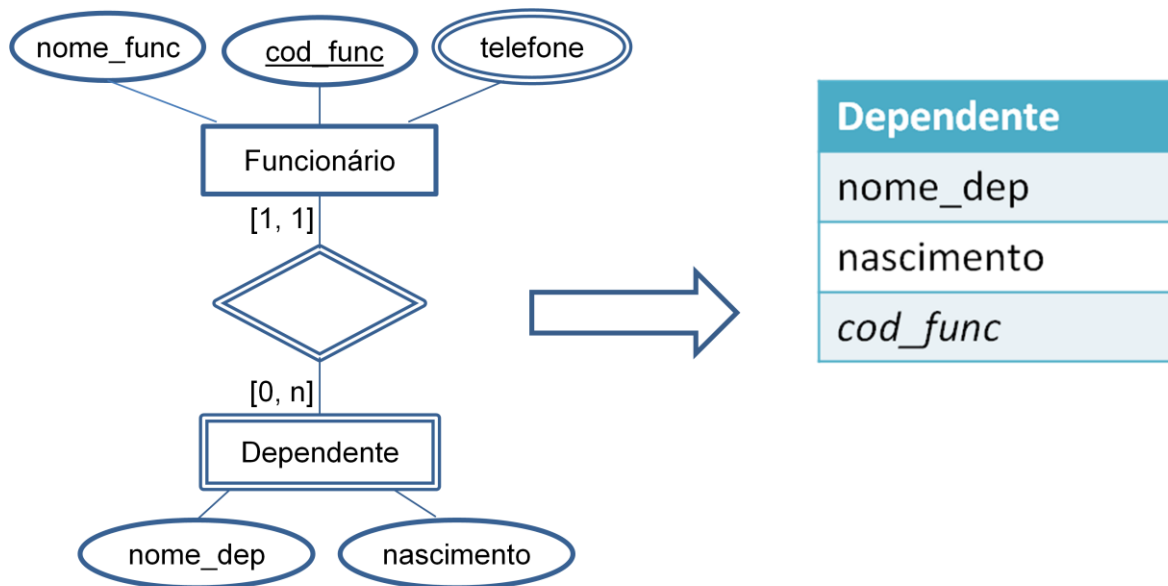 nome_func
cod_func
telefone
Funcionário
[1, 1]
[0, n]
Dependente
nome_dep
nascimento
Dependente
nome_dep
nascimento
cod_func